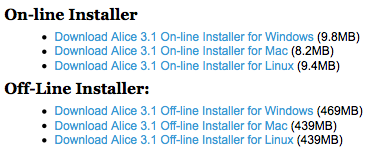 On-line Installer
Download Alice 3.1 On-line Installer for Windows (9.8MB)
Download Alice 3.1 On-line Installer for Mac (8.2MB)
Download Alice 3.1 On-line Installer for Linux (9.4MB)
Off-Line Installer:
Download Alice 3.1 Off-line Installer for Windows (469MB)
Download Alice 3.1 Off-line Installer for Mac (439MB)
Download Alice 3.1 Off-line Installer for Linux (439MB)